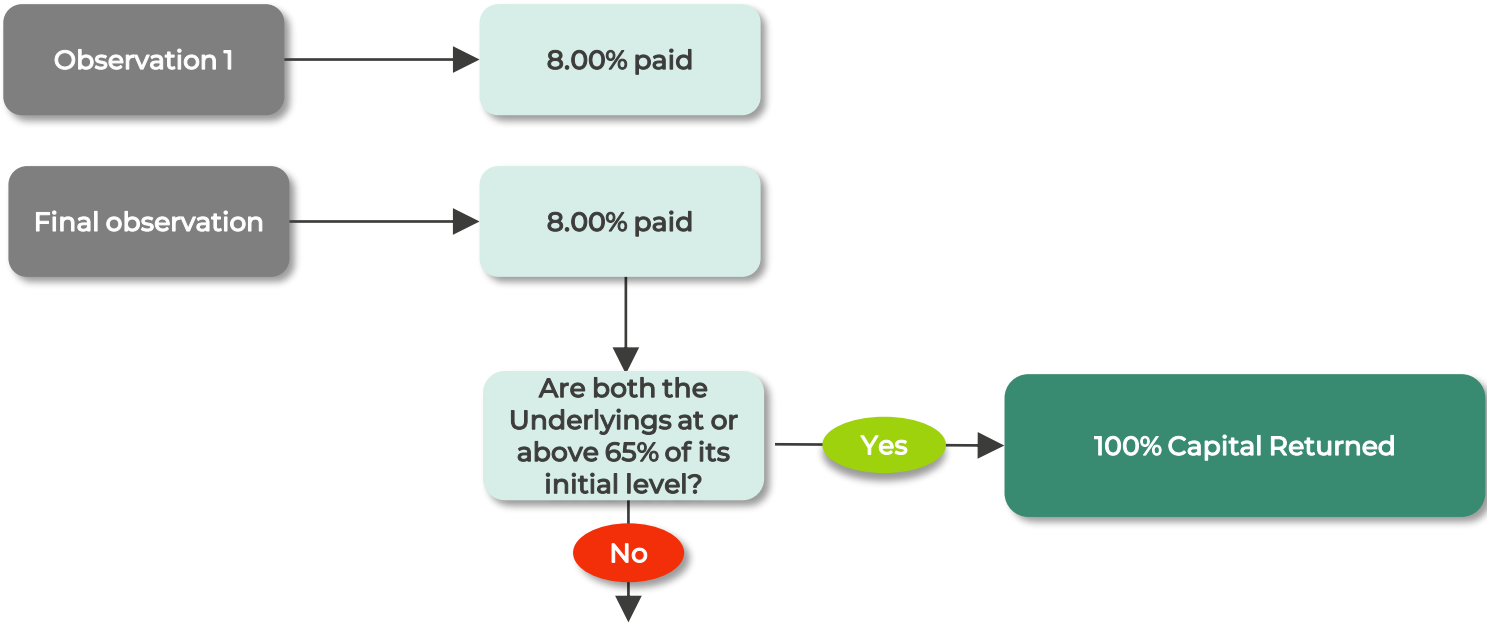 Observation 1
8.00% paid
Final observation
8.00% paid
Are both the
Underlyings at or
above 65% of its
initial level?
Yes
100% Capital Returned
No